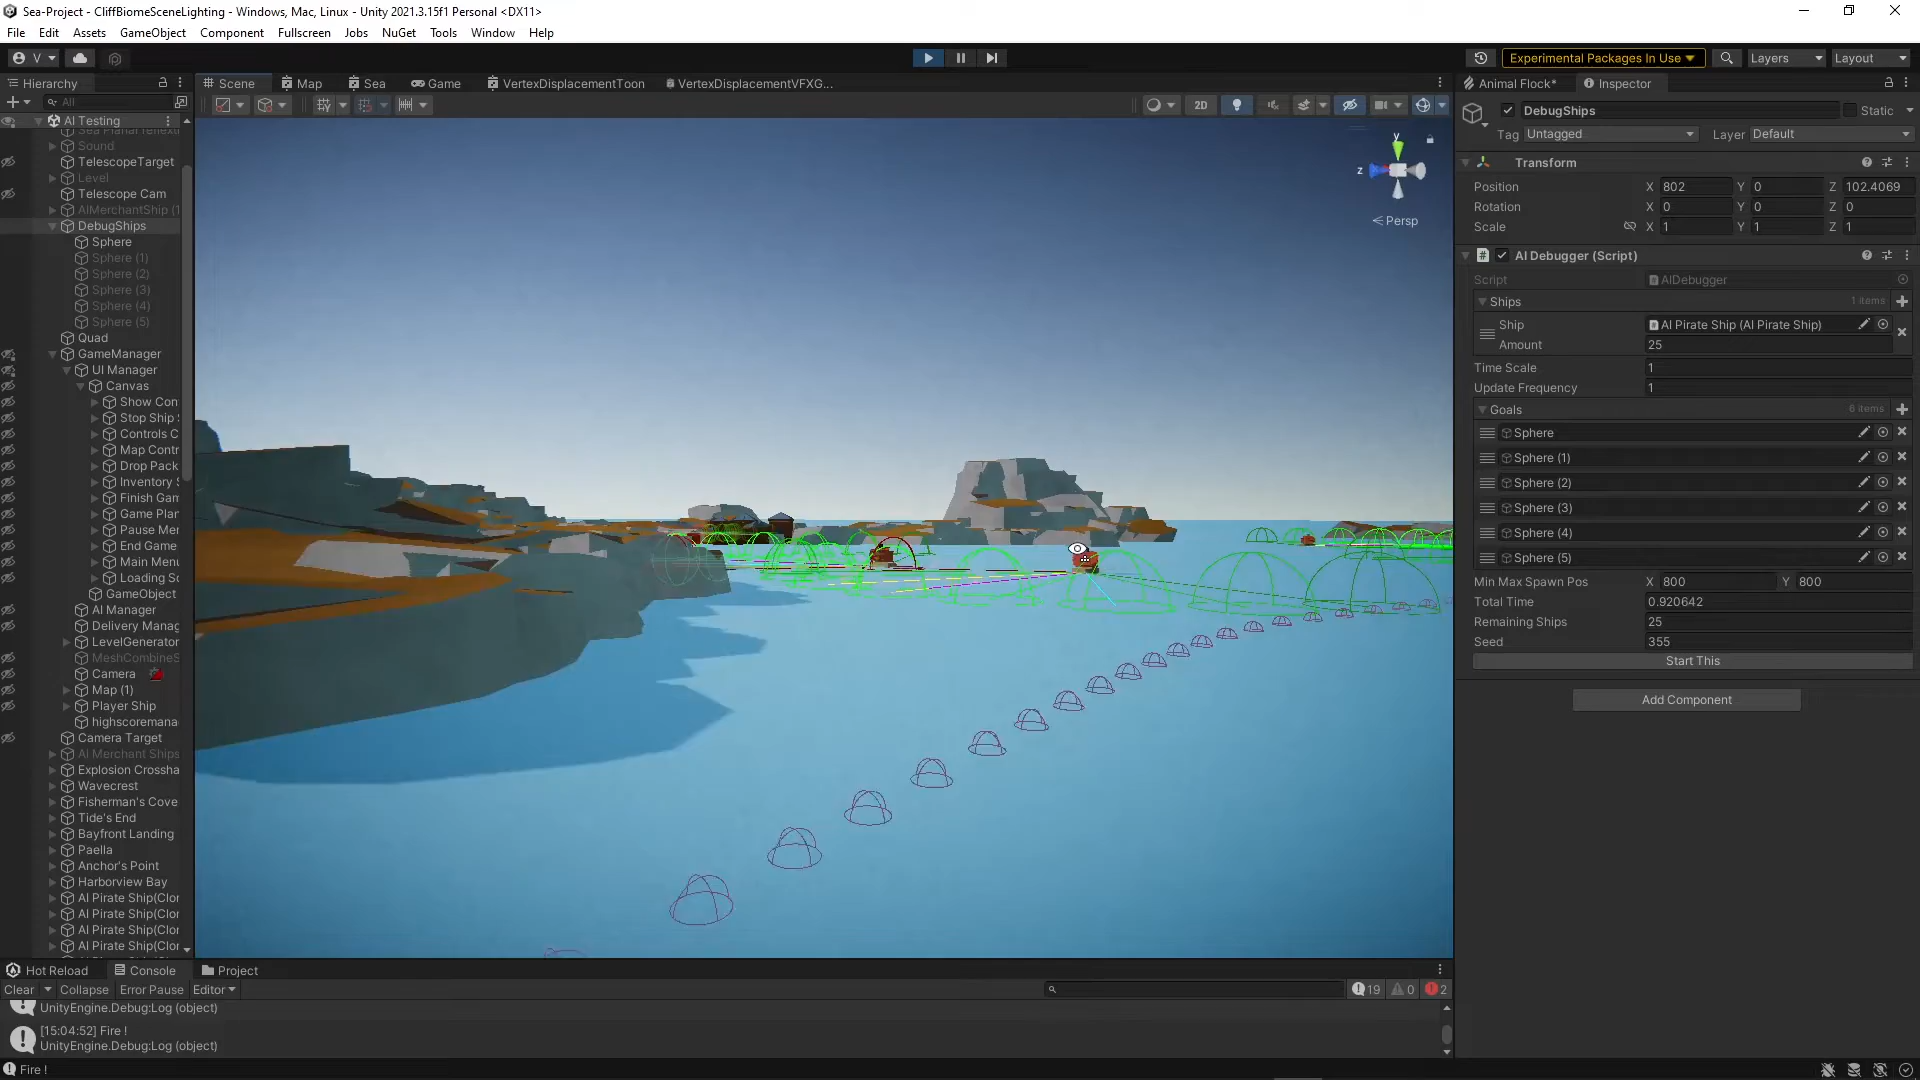 Sea-Project - CliffBiomeSceneLighting - Windows, Mac, Linux - Unity 2021.3.15f1 Personal <DX11>
File Edit Assets GameObject Component Fullscreen Jobs NuGet Tools Window Help
V
Experimental Packages In Use
Layers
Layout
Hierarchy
All
AI Testing
Sound
TelescopeTarget
Level
Telescope Cam
AIMerchantShip (1
DebugShips
Sphere
Sphere (1)
Sphere (2)
Sphere (3)
Sphere (4)
Sphere (5)
Quad
GameManager
UI Manager
Canvas
Show Con
Stop Ship
Controls C
Map Contr
Drop Pack
Inventory S
Finish Gam
Game Plan
Pause Mer
End Game
Main Menu
Loading Sc
GameObject
AI Manager
Delivery Manag
LevelGenerator
MeshCombineS
Camera
Map (1)
Player Ship
highscoremana
Camera Target
AI Merchant Ships
Explosion Crossha
Wavecrest
Fisherman's Cove
Tide's End
Bayfront Landing
Paella
Anchor's Point
Harborview Bay
AI Pirate Ship(Clor
AI Pirate Ship(Clor
AI Pirate Ship(Clor
AI Pirate Ship(Clor
Scene Map Sea Game VertexDisplacementToon VertexDisplacementVFXG...
2D
y
z
Persp
Animal Flock* Inspector
DebugShips Static
Tag Untagged Layer Default
Transform
Position X 802 Y 0 Z 102.4069
Rotation X 0 Y 0 Z 0
Scale X 1 Y 1 Z 1
AI Debugger (Script)
Script AIDebugger
Ships 1 items
Ship AI Pirate Ship (AI Pirate Ship)
Amount 25
Time Scale 1
Update Frequency 1
Goals 6 items
Sphere
Sphere (1)
Sphere (2)
Sphere (3)
Sphere (4)
Sphere (5)
Min Max Spawn Pos X 800 Y 800
Total Time 0.920642
Remaining Ships 25
Seed 355
Start This
Add Component
Hot Reload Console Project
Clear Collapse Error Pause Editor
19 0 2
UnityEngine.Debug:Log (object)
[15:04:52] Fire !
UnityEngine.Debug:Log (object)
Fire !